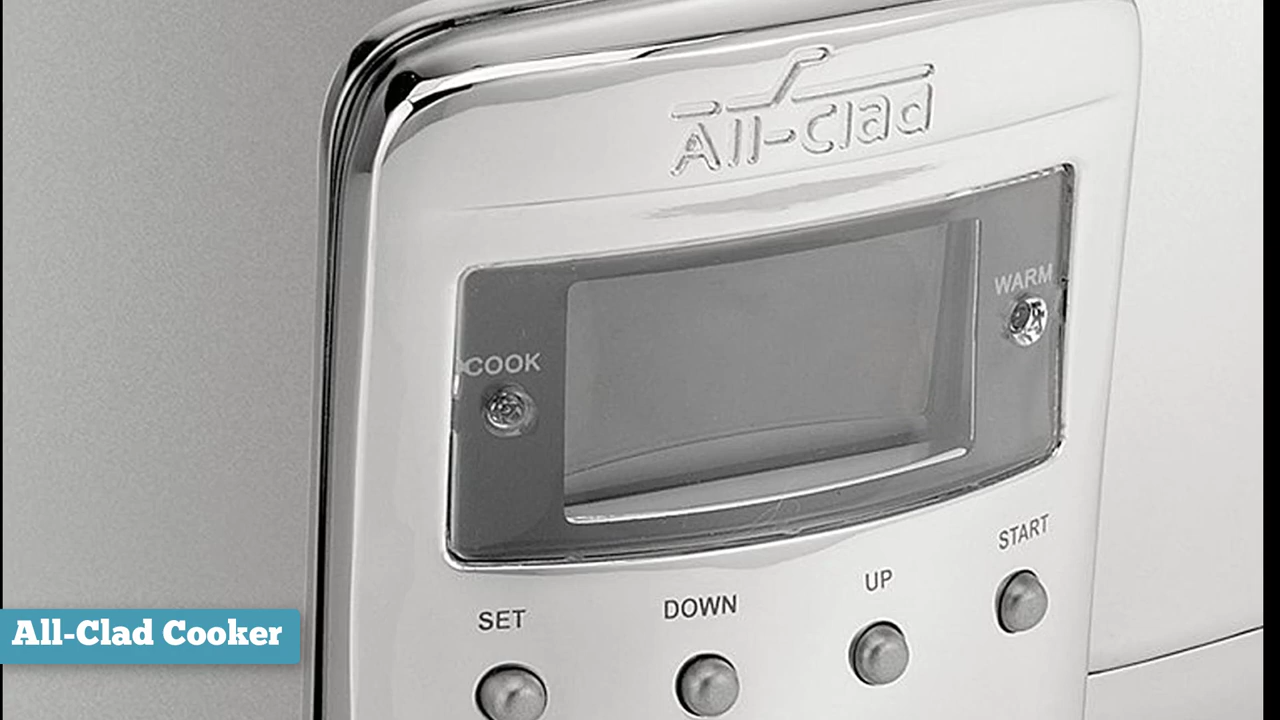 All-Clad
WARM
COOK
START
UP
DOWN
SET
All-Clad Cooker